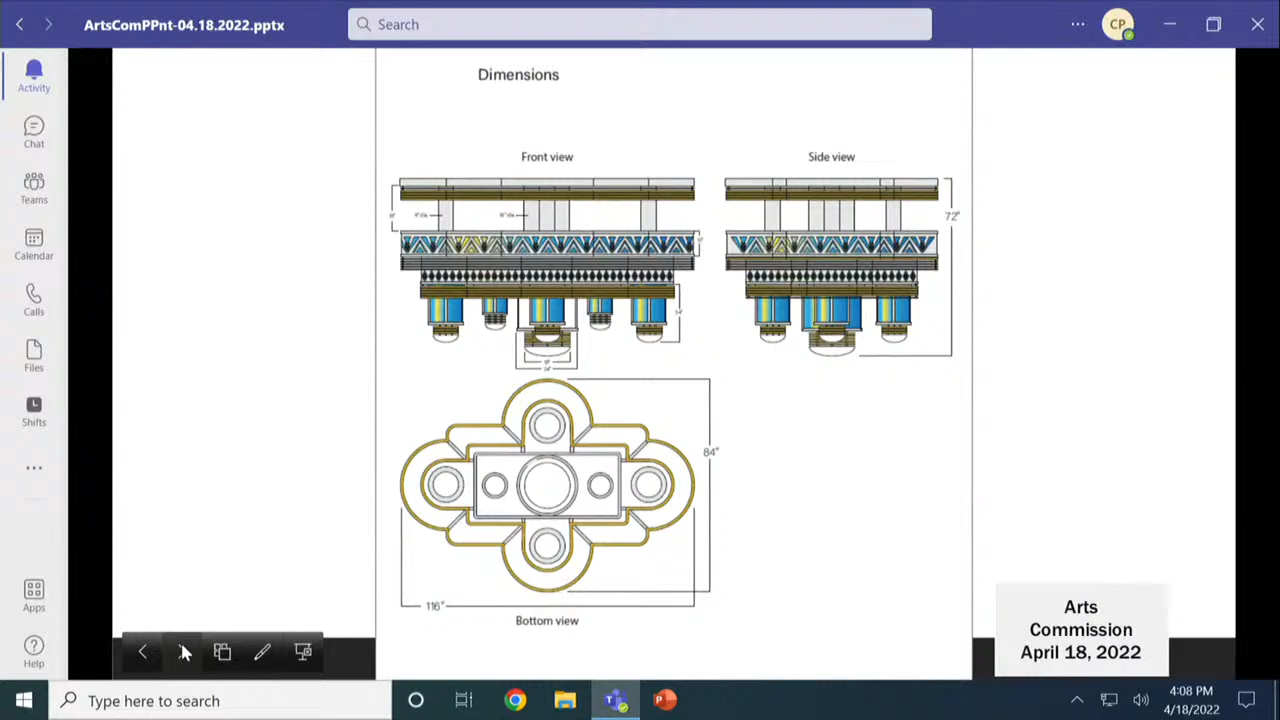 ArtsComPPnt-04.18.2022.pptx
Search
CP
Activity
Chat
Teams
Calendar
Calls
Files
Shifts
Apps
Help
Dimensions
Front view
Side view
72"
84"
116"
Bottom view
Arts
Commission
April 18, 2022
Type here to search
4:08 PM
4/18/2022